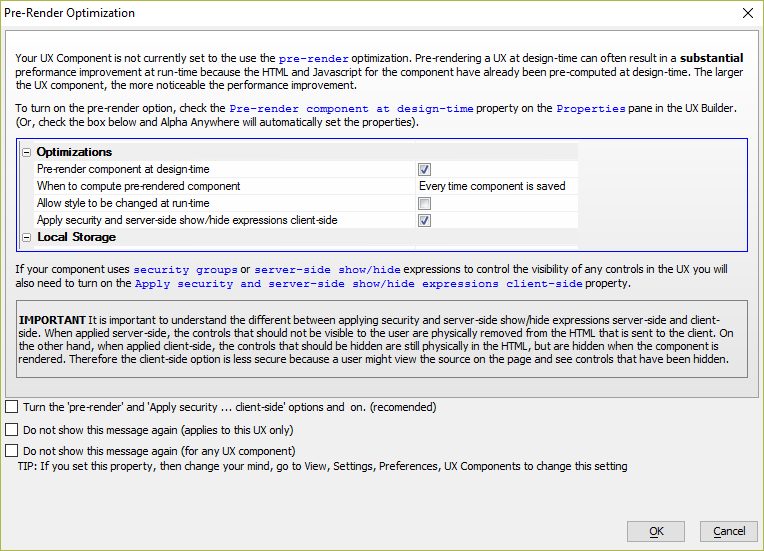 Pre-Render Optimization
Your UX Component is not currently set to the use the pre-render optimization. Pre-rendering a UX at design-time can often result in a substantial
preformance improvement at run-time because the HTML and Javascript for the component have already been pre-computed at design-time. The larger
the UX component, the more noticeable the performance improvement.
To turn on the pre-render option, check the Pre-render component at design-time property on the Properties pane in the UX Builder.
(Or, check the box below and Alpha Anywhere will automatically set the properties).
Optimizations
Pre-render component at design-time
When to compute pre-rendered component Every time component is saved
Allow style to be changed at run-time
Apply security and server-side show/hide expressions client-side
Local Storage
If your component uses security groups or server-side show/hide expressions to control the visibility of any controls in the UX you will
also need to turn on the Apply security and server-side show/hide expressions client-side property.
IMPORTANT It is important to understand the different between applying security and server-side show/hide expressions server-side and client-
side. When applied server-side, the controls that should not be visible to the user are physically removed from the HTML that is sent to the client. On
the other hand, when applied client-side, the controls that should be hidden are still physically in the HTML, but are hidden when the component is
rendered. Therefore the client-side option is less secure because a user might view the source on the page and see controls that have been hidden.
Turn the 'pre-render' and 'Apply security ... client-side' options and on. (recomended)
Do not show this message again (applies to this UX only)
Do not show this message again (for any UX component)
TIP: If you set this property, then change your mind, go to View, Settings, Preferences, UX Components to change this setting
OK Cancel